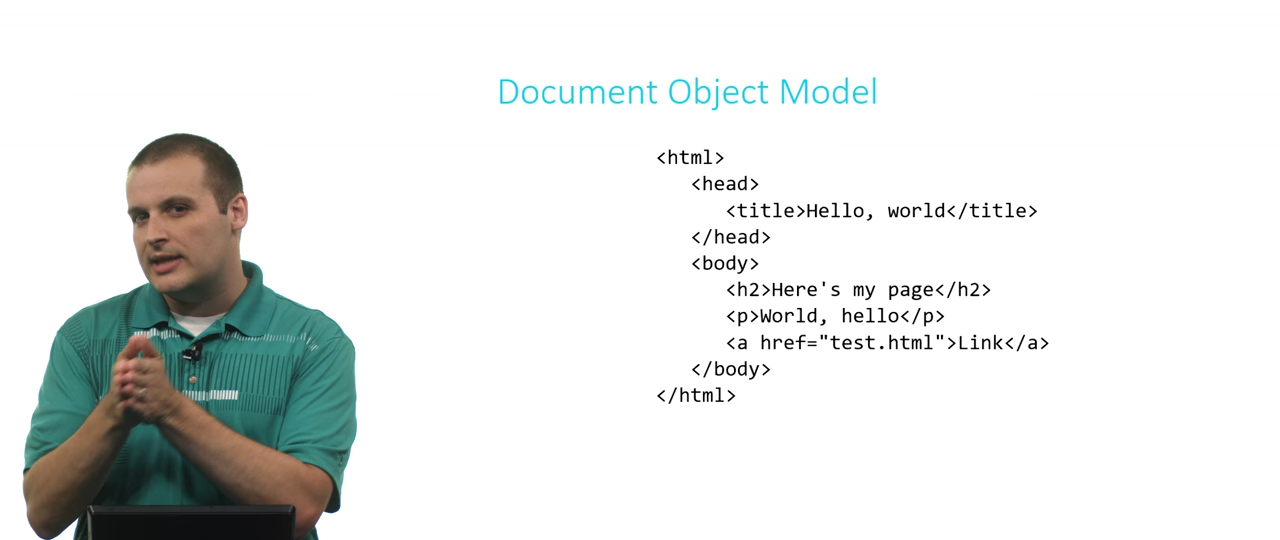 Document Object Model
<html>
<head>
<title>Hello, world</title>
</head>
<body>
<h2>Here's my page</h2>
<p>World, hello</p>
<a href="test.html">Link</a>
</body>
</html>